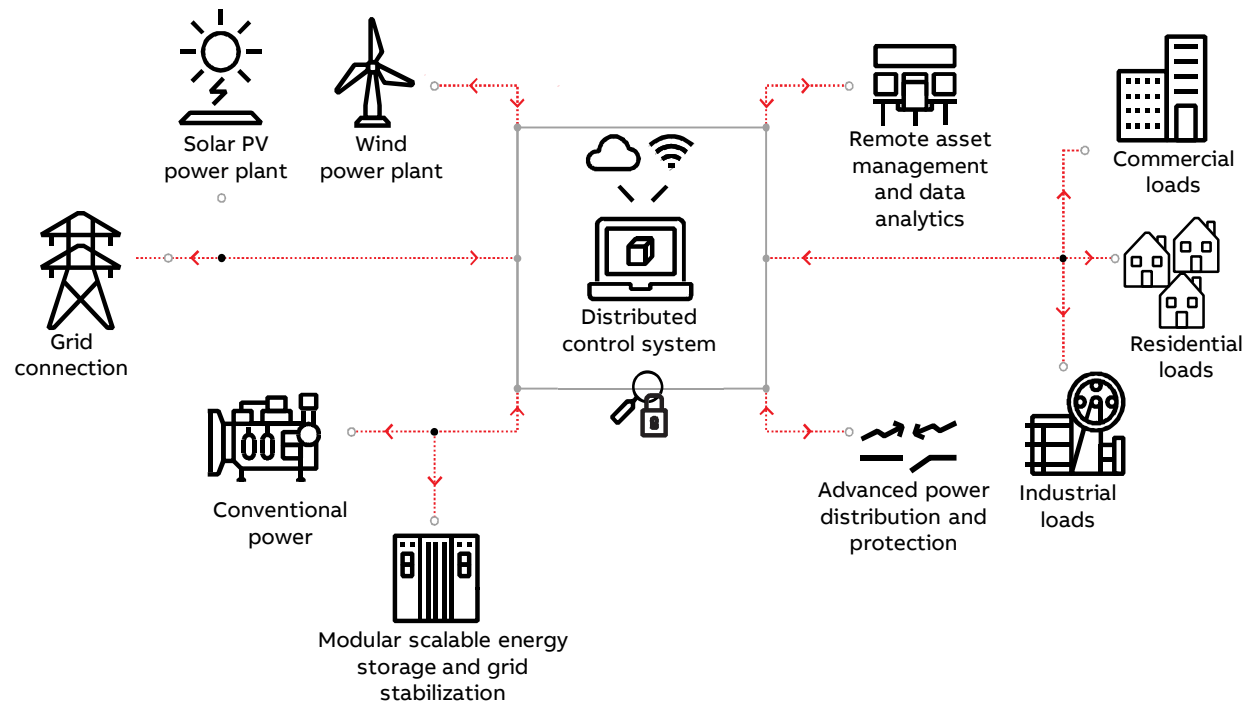 Solar PV
power plant
Wind
power plant
Remote asset
management
and data
analytics
Commercial
loads
Grid
connection
Distributed
control system
Residential
loads
Conventional
power
Advanced power
distribution and
protection
Industrial
loads
Modular scalable energy
storage and grid
stabilization